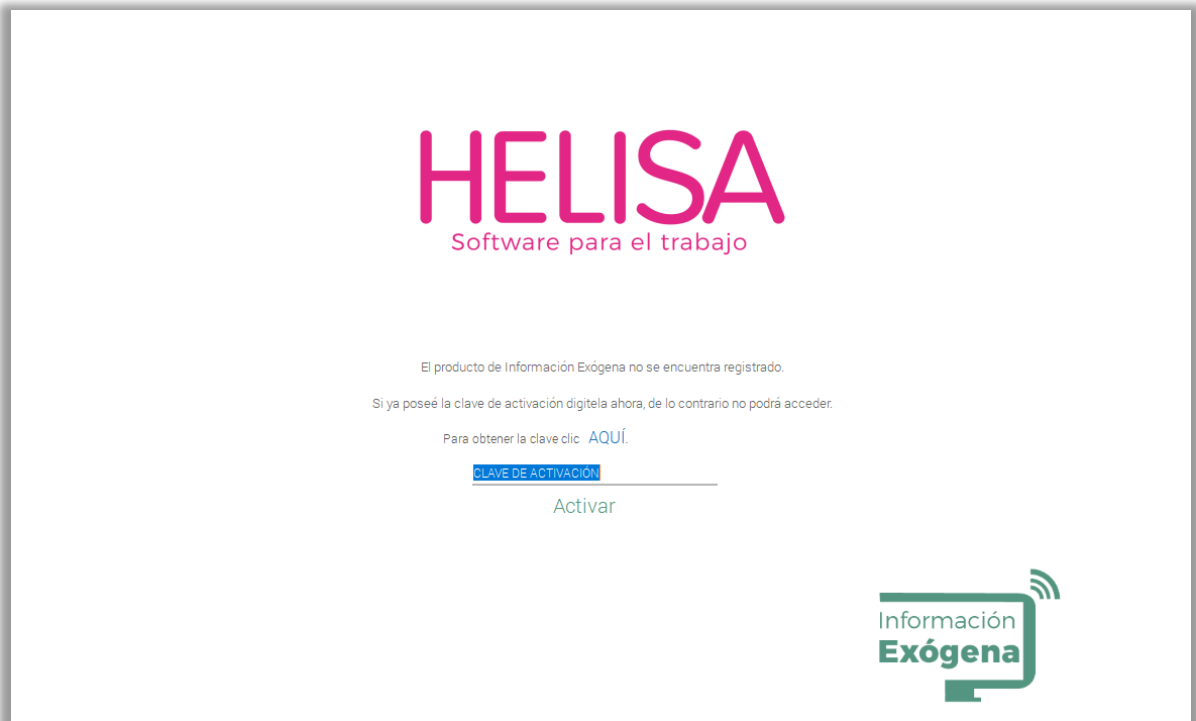 HELISA
Software para el trabajo
El producto de Información Exógena no se encuentra registrado.
Si ya poseé la clave de activación digitela ahora, de lo contrario no podrá acceder.
Para obtener la clave clic AQUÍ.
CLAVE DE ACTIVACIÓN
Activar
Información
Exógena